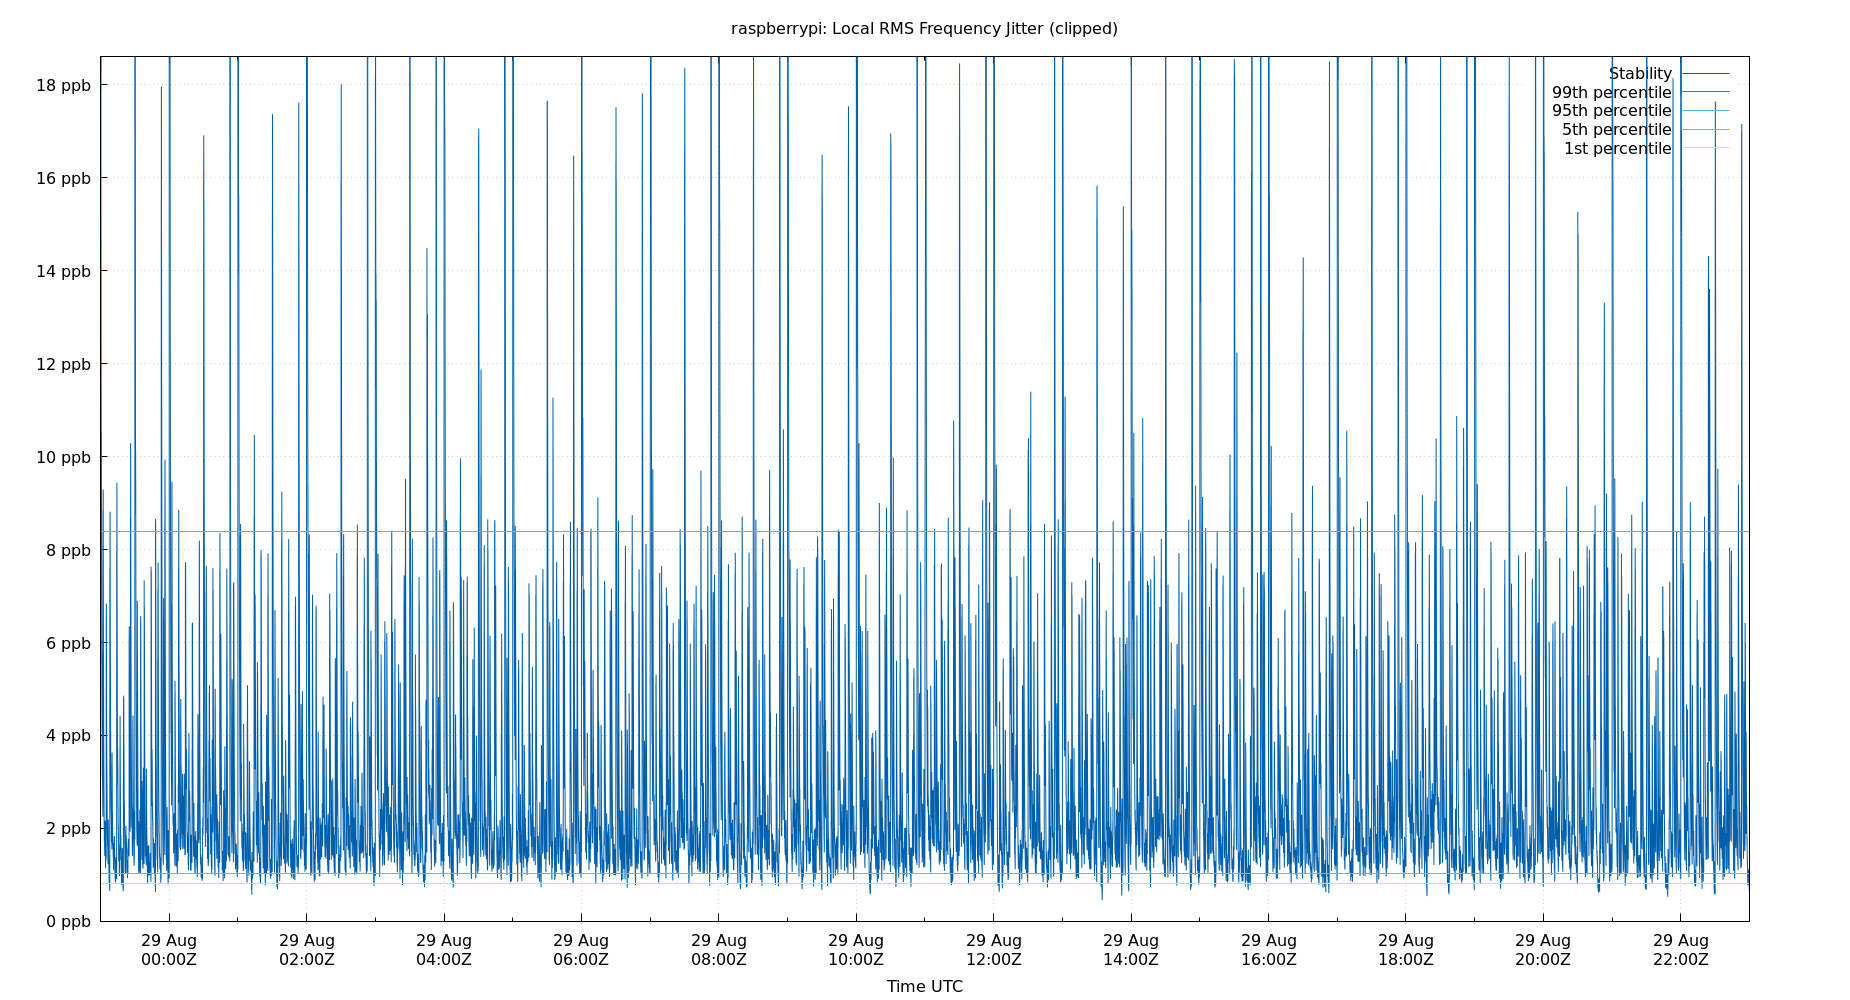 raspberrypi: Local RMS Frequency Jitter (clipped)
Stability
99th percentile
95th percentile
5th percentile
1st percentile
18 ppb
16 ppb
14 ppb
12 ppb
10 ppb
8 ppb
6 ppb
4 ppb
2 ppb
0 ppb
29 Aug 29 Aug 29 Aug 29 Aug 29 Aug 29 Aug 29 Aug 29 Aug 29 Aug 29 Aug 29 Aug 29 Aug
00:00Z 02:00Z 04:00Z 06:00Z 08:00Z 10:00Z 12:00Z 14:00Z 16:00Z 18:00Z 20:00Z 22:00Z
Time UTC